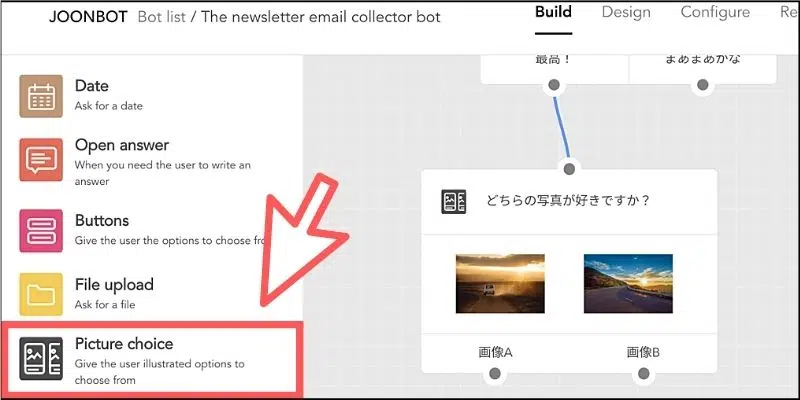 JOONBOT Bot list / The newsletter email collector bot
Build Design Configure Re
Date
Ask for a date
Open answer
When you need the user to write an
answer
Buttons
Give the user the options to choose from
File upload
Ask for a file
Picture choice
Give the user illustrated options to
choose from
最高！ まあまあかな
どちらの写真が好きですか？
画像A 画像B